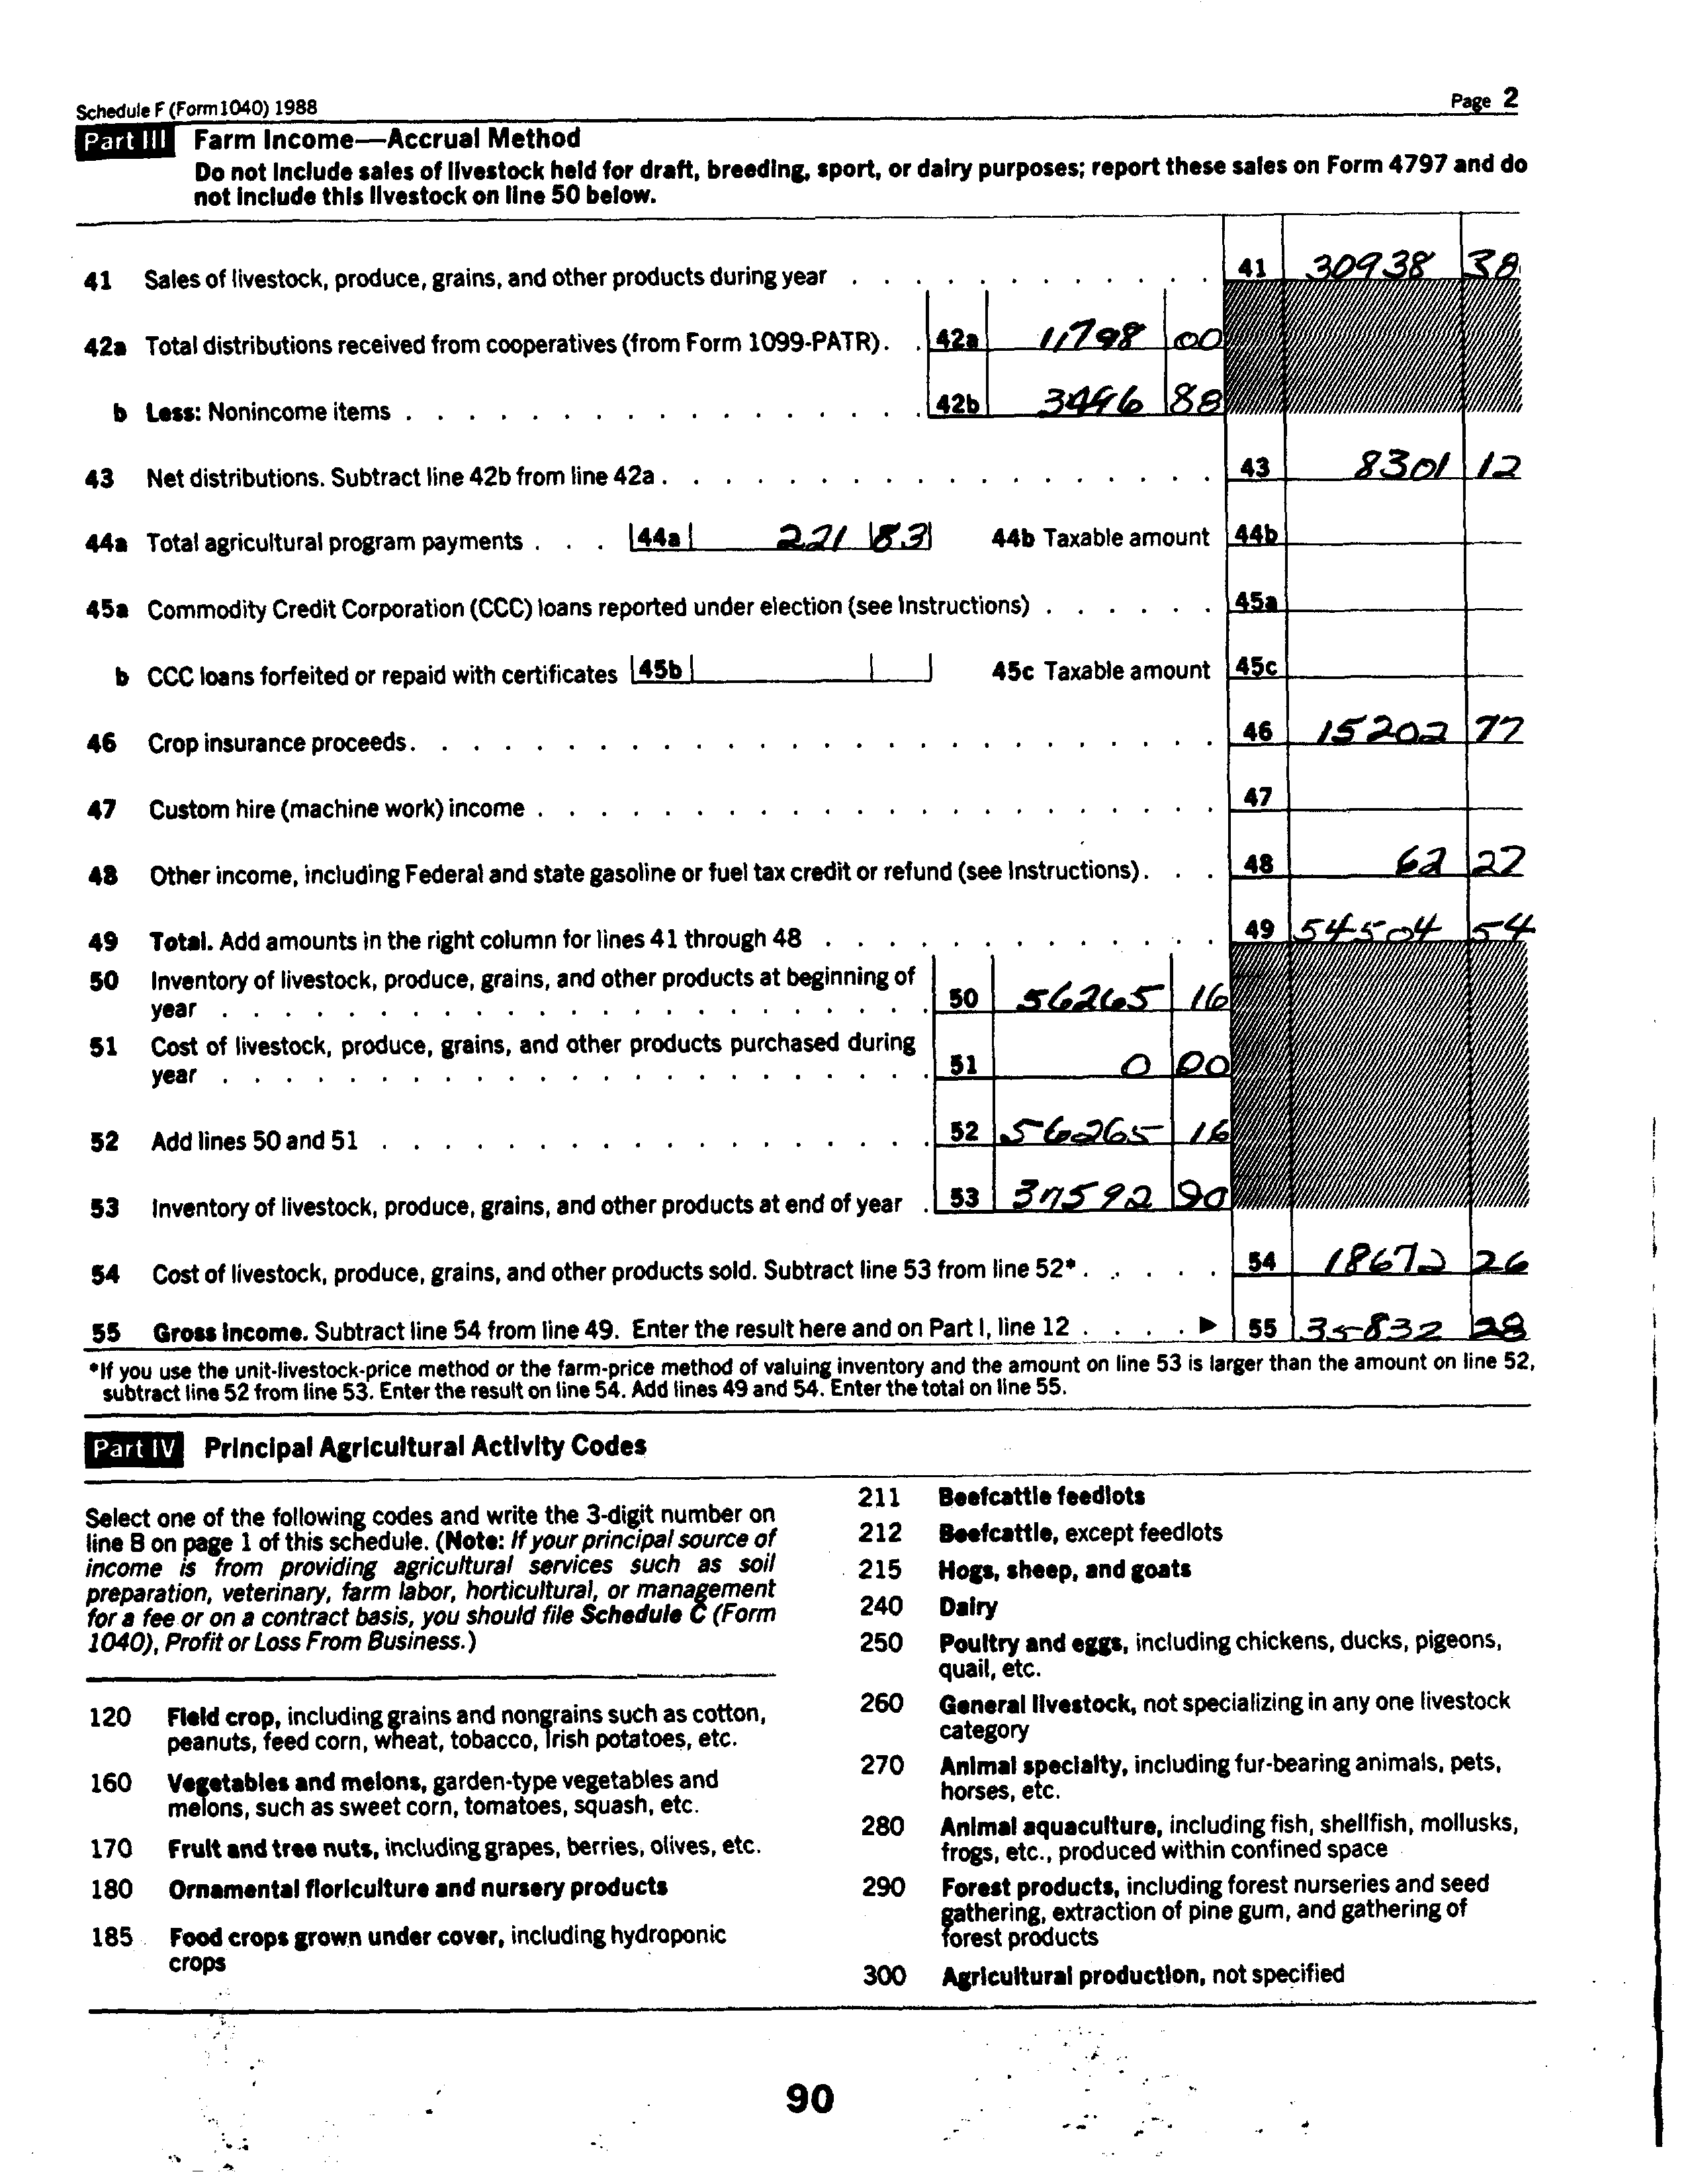 Schedule F (Form 1040) 1988 Page 2
Part III Farm Income—Accrual Method
Do not include sales of livestock held for draft, breeding, sport, or dairy purposes; report these sales on Form 4797 and do
not include this livestock on line 50 below.
41 Sales of livestock, produce, grains, and other products during year . . . . . . . . . . . . 41 30938 38
42a Total distributions received from cooperatives (from Form 1099-PATR). . 42a 11798 00
b Less: Nonincome items . . . . . . . . . . . . . . . . . 42b 3496 88
43 Net distributions. Subtract line 42b from line 42a . . . . . . . . . . . . . . . . . . 43 8301 12
44a Total agricultural program payments . . . 44a 221 83 44b Taxable amount 44b
45a Commodity Credit Corporation (CCC) loans reported under election (see Instructions) . . . . . . 45a
b CCC loans forfeited or repaid with certificates 45b 45c Taxable amount 45c
46 Crop insurance proceeds. . . . . . . . . . . . . . . . . . . . . . . . . . 46 15202 77
47 Custom hire (machine work) income . . . . . . . . . . . . . . . . . . . . . . 47
48 Other income, including Federal and state gasoline or fuel tax credit or refund (see Instructions). . . 48 62 27
49 Total. Add amounts in the right column for lines 41 through 48 . . . . . . . . . . . . . 49 54504 54
50 Inventory of livestock, produce, grains, and other products at beginning of
year . . . . . . . . . . . . . . . . . . . . . . . 50 56265 16
51 Cost of livestock, produce, grains, and other products purchased during
year . . . . . . . . . . . . . . . . . . . . . . . 51 0 00
52 Add lines 50 and 51 . . . . . . . . . . . . . . . . . . 52 56265 16
53 Inventory of livestock, produce, grains, and other products at end of year . 53 37592 90
54 Cost of livestock, produce, grains, and other products sold. Subtract line 53 from line 52* . . . . . 54 18672 26
55 Gross income. Subtract line 54 from line 49. Enter the result here and on Part I, line 12 . . . . ▶ 55 35832 28
*If you use the unit-livestock-price method or the farm-price method of valuing inventory and the amount on line 53 is larger than the amount on line 52,
subtract line 52 from line 53. Enter the result on line 54. Add lines 49 and 54. Enter the total on line 55.
Part IV Principal Agricultural Activity Codes
Select one of the following codes and write the 3-digit number on
line B on page 1 of this schedule. (Note: If your principal source of
income is from providing agricultural services such as soil
preparation, veterinary, farm labor, horticultural, or management
for a fee or on a contract basis, you should file Schedule C (Form
1040), Profit or Loss From Business.)
120 Field crop, including grains and nongrains such as cotton,
peanuts, feed corn, wheat, tobacco, Irish potatoes, etc.
160 Vegetables and melons, garden-type vegetables and
melons, such as sweet corn, tomatoes, squash, etc.
170 Fruit and tree nuts, including grapes, berries, olives, etc.
180 Ornamental floriculture and nursery products
185 Food crops grown under cover, including hydroponic
crops
211 Beefcattle feedlots
212 Beefcattle, except feedlots
215 Hogs, sheep, and goats
240 Dairy
250 Poultry and eggs, including chickens, ducks, pigeons,
quail, etc.
260 General livestock, not specializing in any one livestock
category
270 Animal specialty, including fur-bearing animals, pets,
horses, etc.
280 Animal aquaculture, including fish, shellfish, mollusks,
frogs, etc., produced within confined space
290 Forest products, including forest nurseries and seed
gathering, extraction of pine gum, and gathering of
forest products
300 Agricultural production, not specified
90